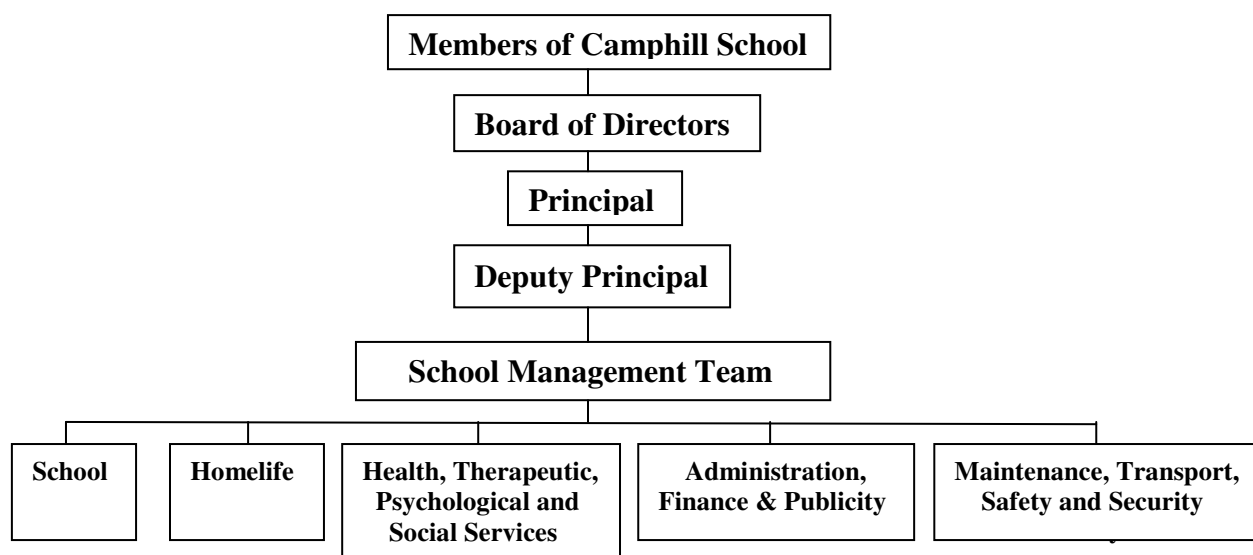 Members of Camphill School
Board of Directors
Principal
Deputy Principal
School Management Team
School
Homelife
Health, Therapeutic,
Psychological and
Social Services
Administration,
Finance & Publicity
Maintenance, Transport,
Safety and Security